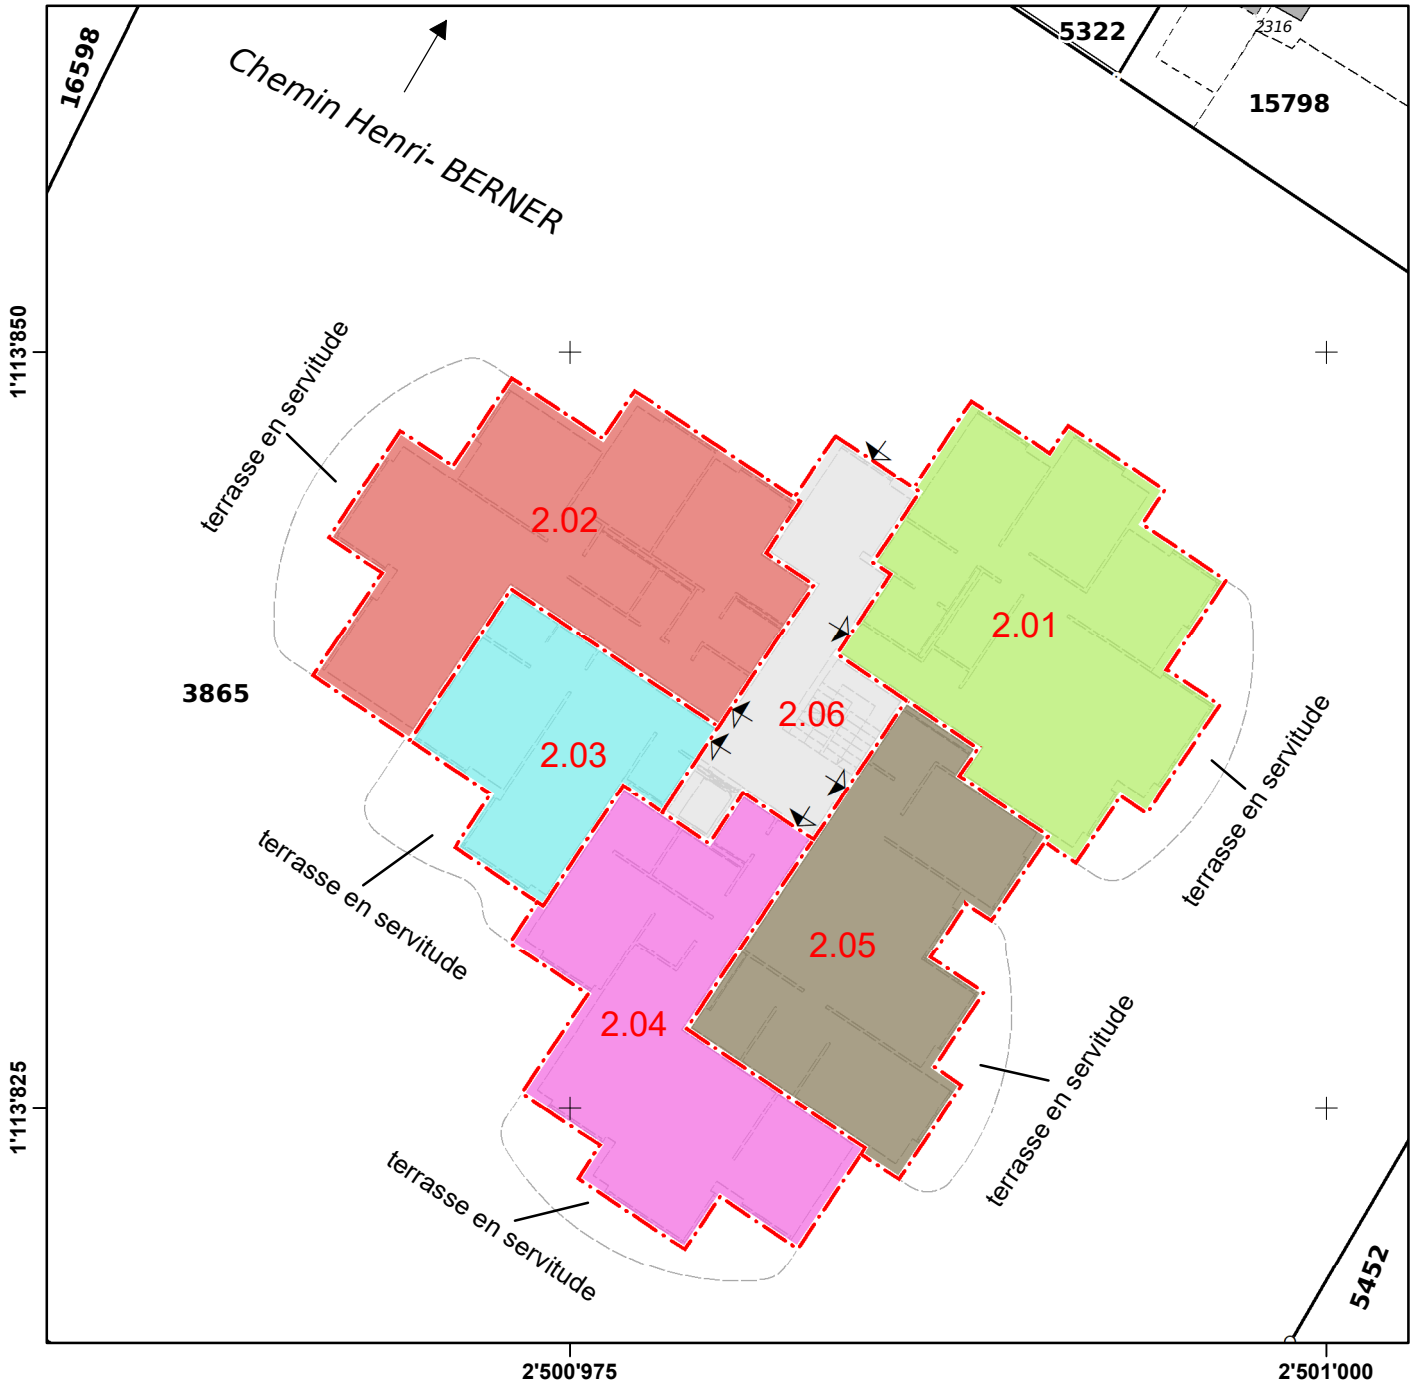 16598
Chemin Henri- BERNER
5322
2316
15798
1'113'850
terrasse en servitude
2.02
2.01
3865
2.06
2.03
terrasse en servitude
terrasse en servitude
2.05
2.04
terrasse en servitude
1'113'825
terrasse en servitude
5452
2'500'975
2'501'000